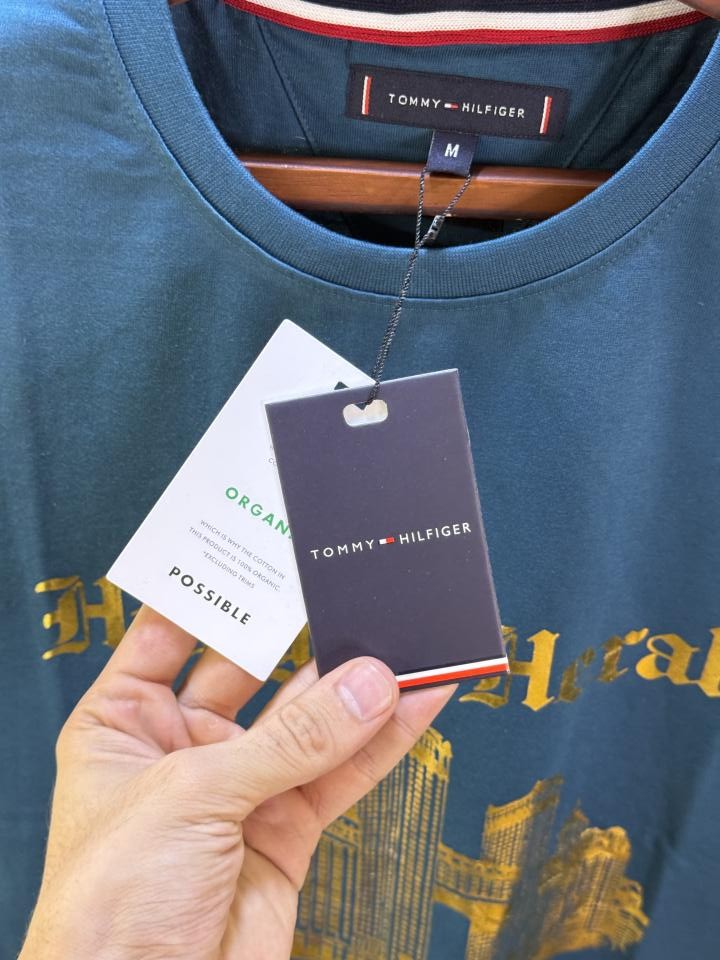 TOMMY HILFIGER
M
ORGAN
WHICH IS WHY THE COTTON IN
THIS PRODUCT IS 100% ORGANIC.
*EXCLUDING TRIMS
POSSIBLE
TOMMY HILFIGER